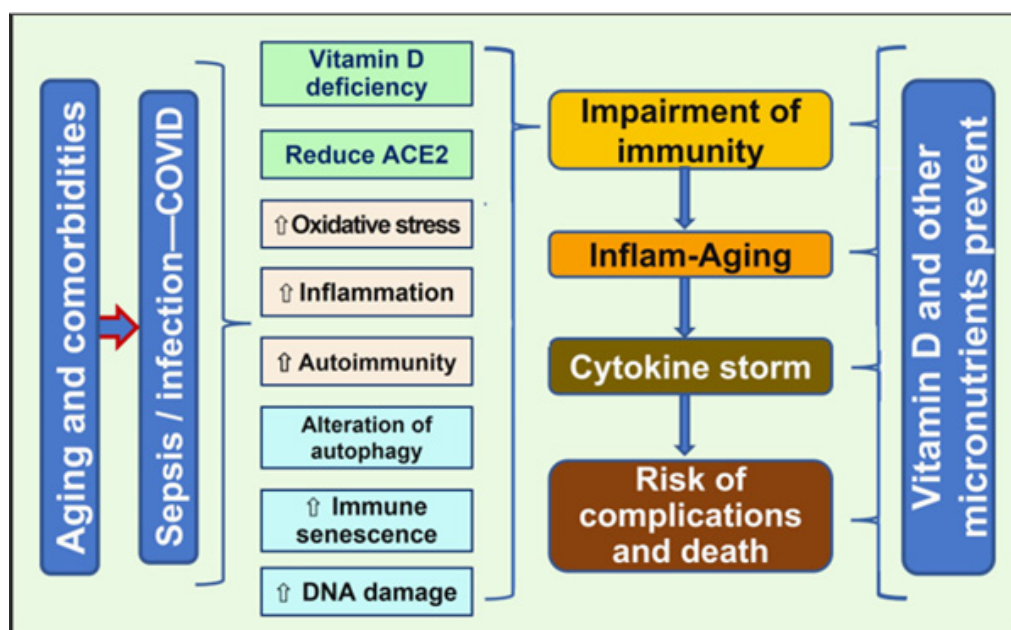 Aging and comorbidities
Sepsis / infection—COVID
Vitamin D
deficiency
Reduce ACE2
⇧ Oxidative stress
⇧ Inflammation
⇧ Autoimmunity
Alteration of
autophagy
⇧ Immune
senescence
⇧ DNA damage
Impairment of
immunity
Inflam-Aging
Cytokine storm
Risk of
complications
and death
Vitamin D and other
micronutrients prevent